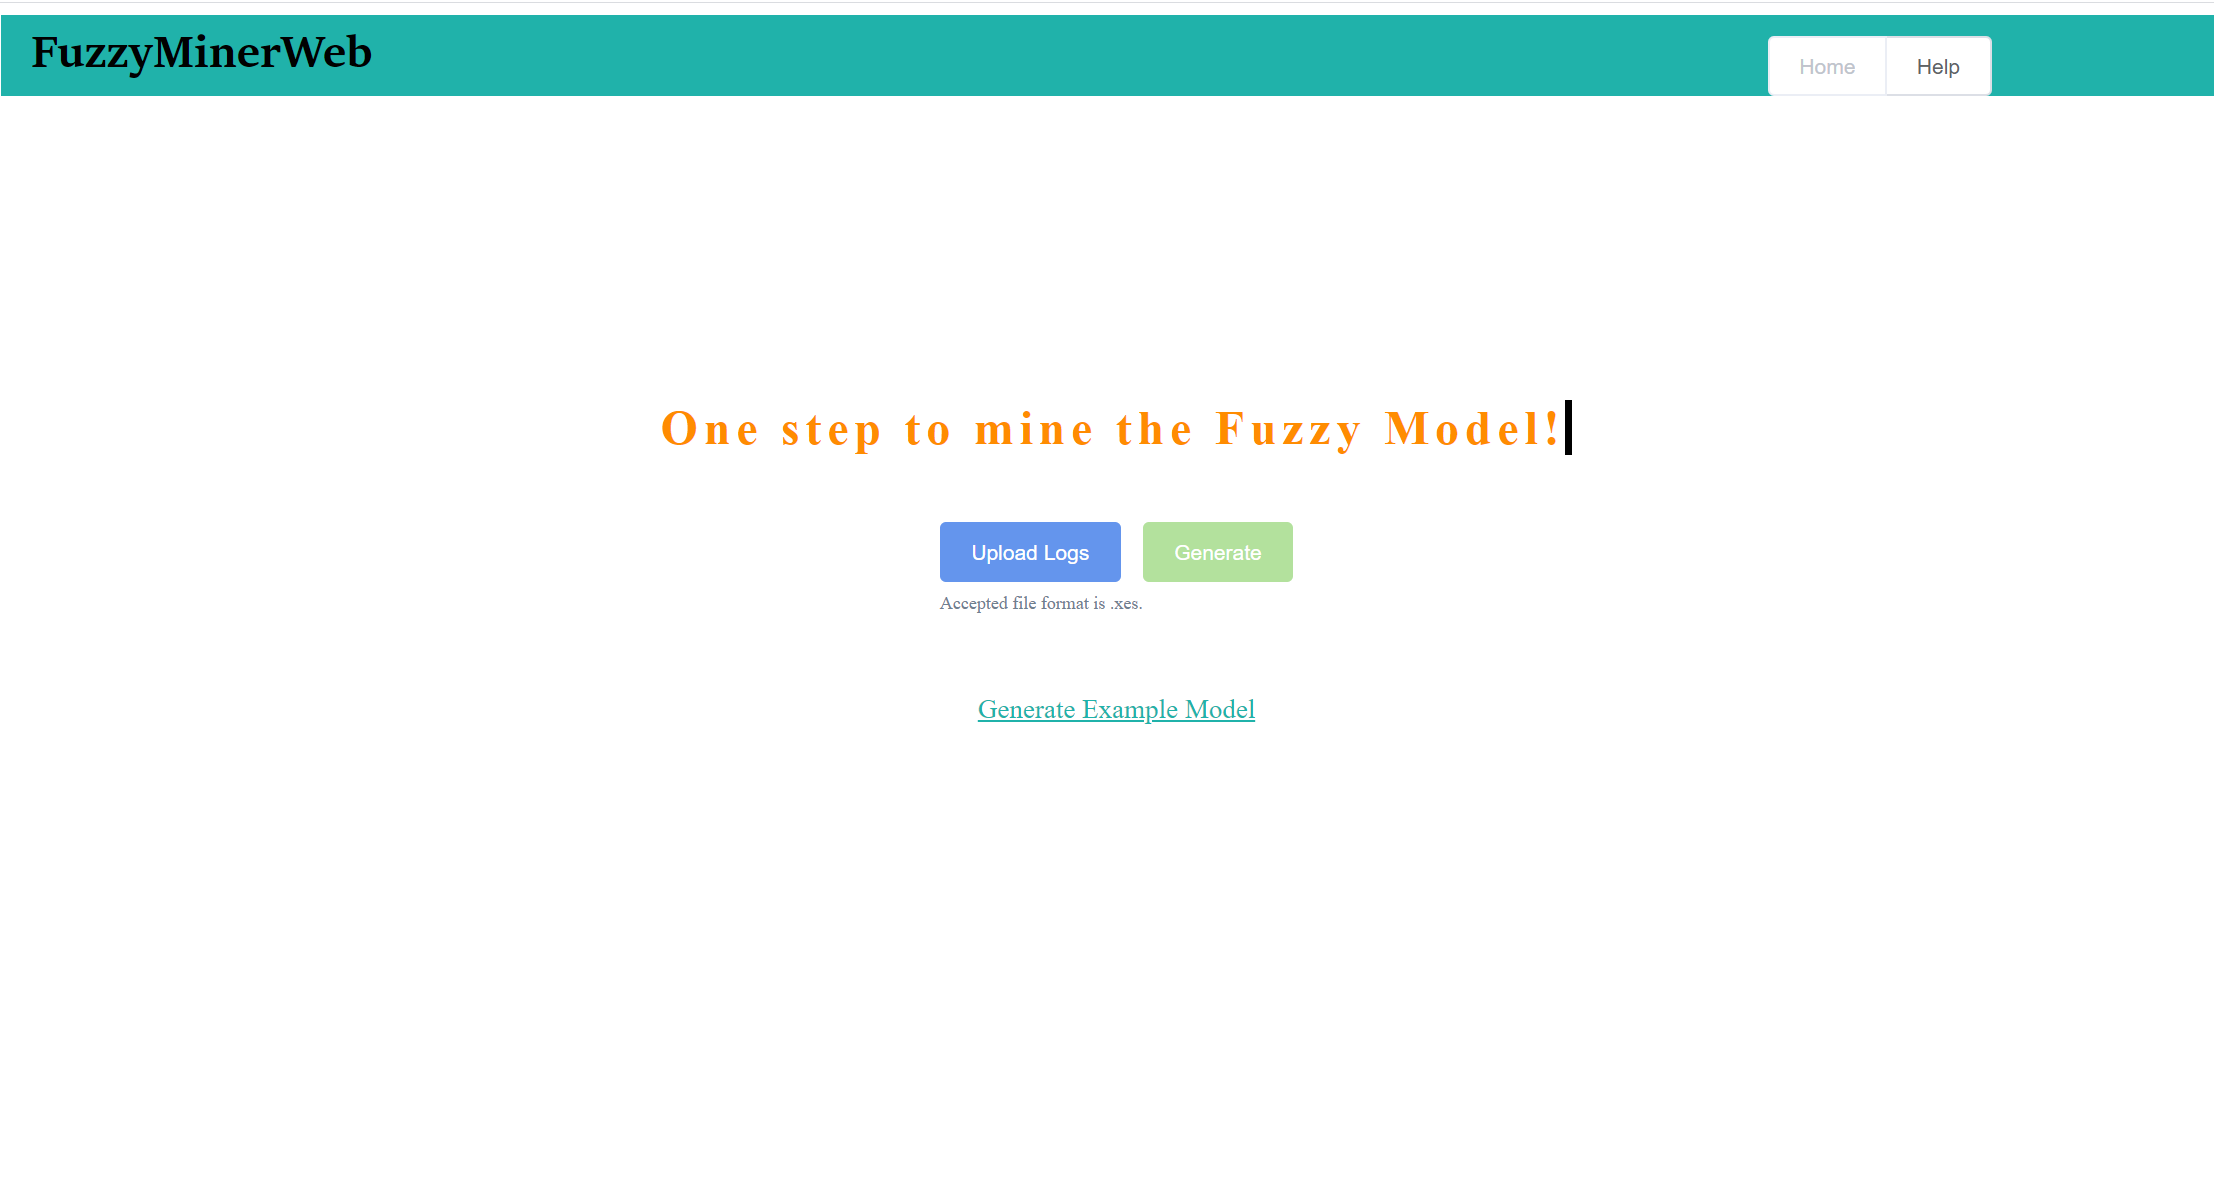 FuzzyMinerWeb
Home Help
One step to mine the Fuzzy Model!
Upload Logs Generate
Accepted file format is .xes.
Generate Example Model